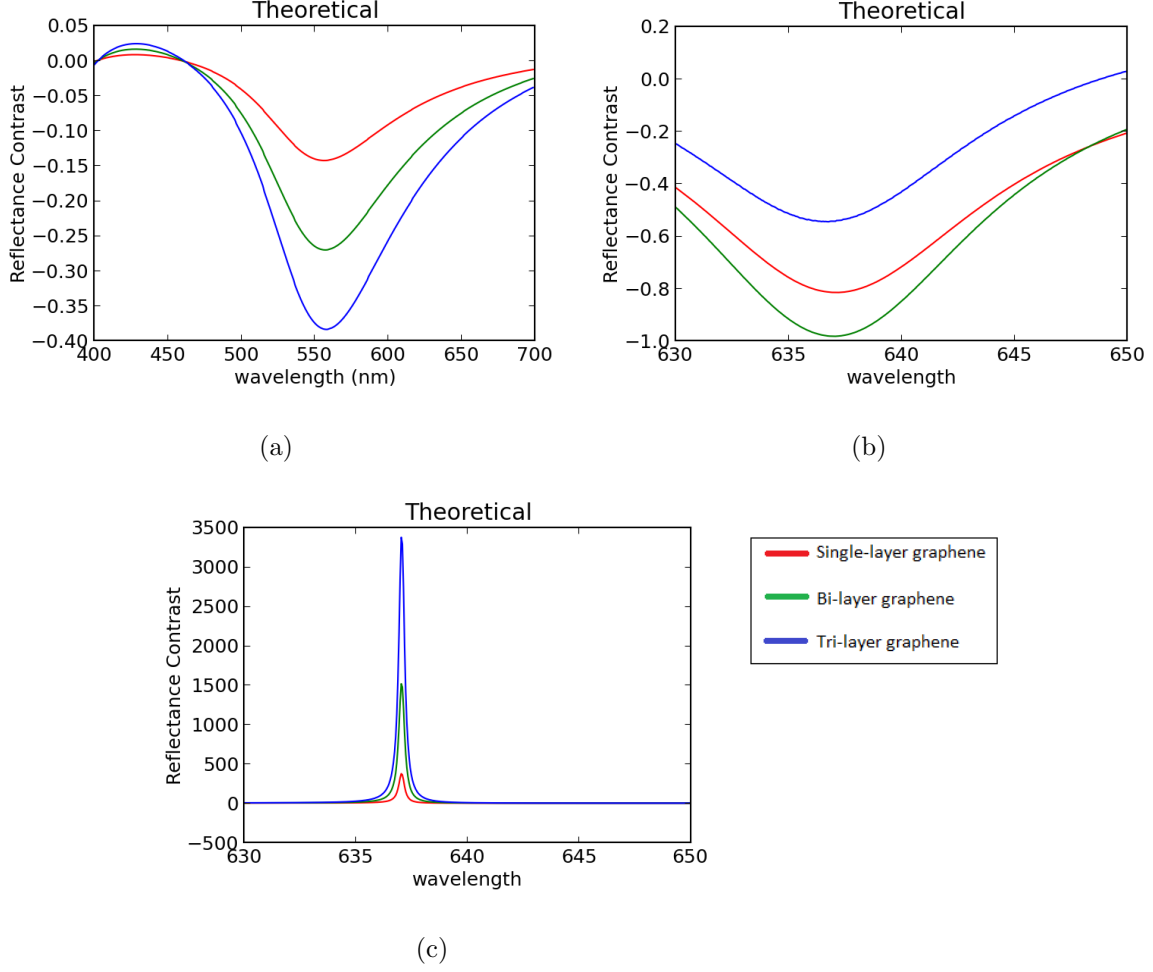 Theoretical
0.05
0.00
−0.05
−0.10
−0.15
−0.20
−0.25
−0.30
−0.35
−0.40
Reflectance Contrast
400 450 500 550 600 650 700
wavelength (nm)
(a)
Theoretical
0.2
0.0
−0.2
−0.4
−0.6
−0.8
−1.0
Reflectance Contrast
630 635 640 645 650
wavelength
(b)
Theoretical
3500
3000
2500
2000
1500
1000
500
0
−500
Reflectance Contrast
630 635 640 645 650
wavelength
(c)
Single-layer graphene
Bi-layer graphene
Tri-layer graphene